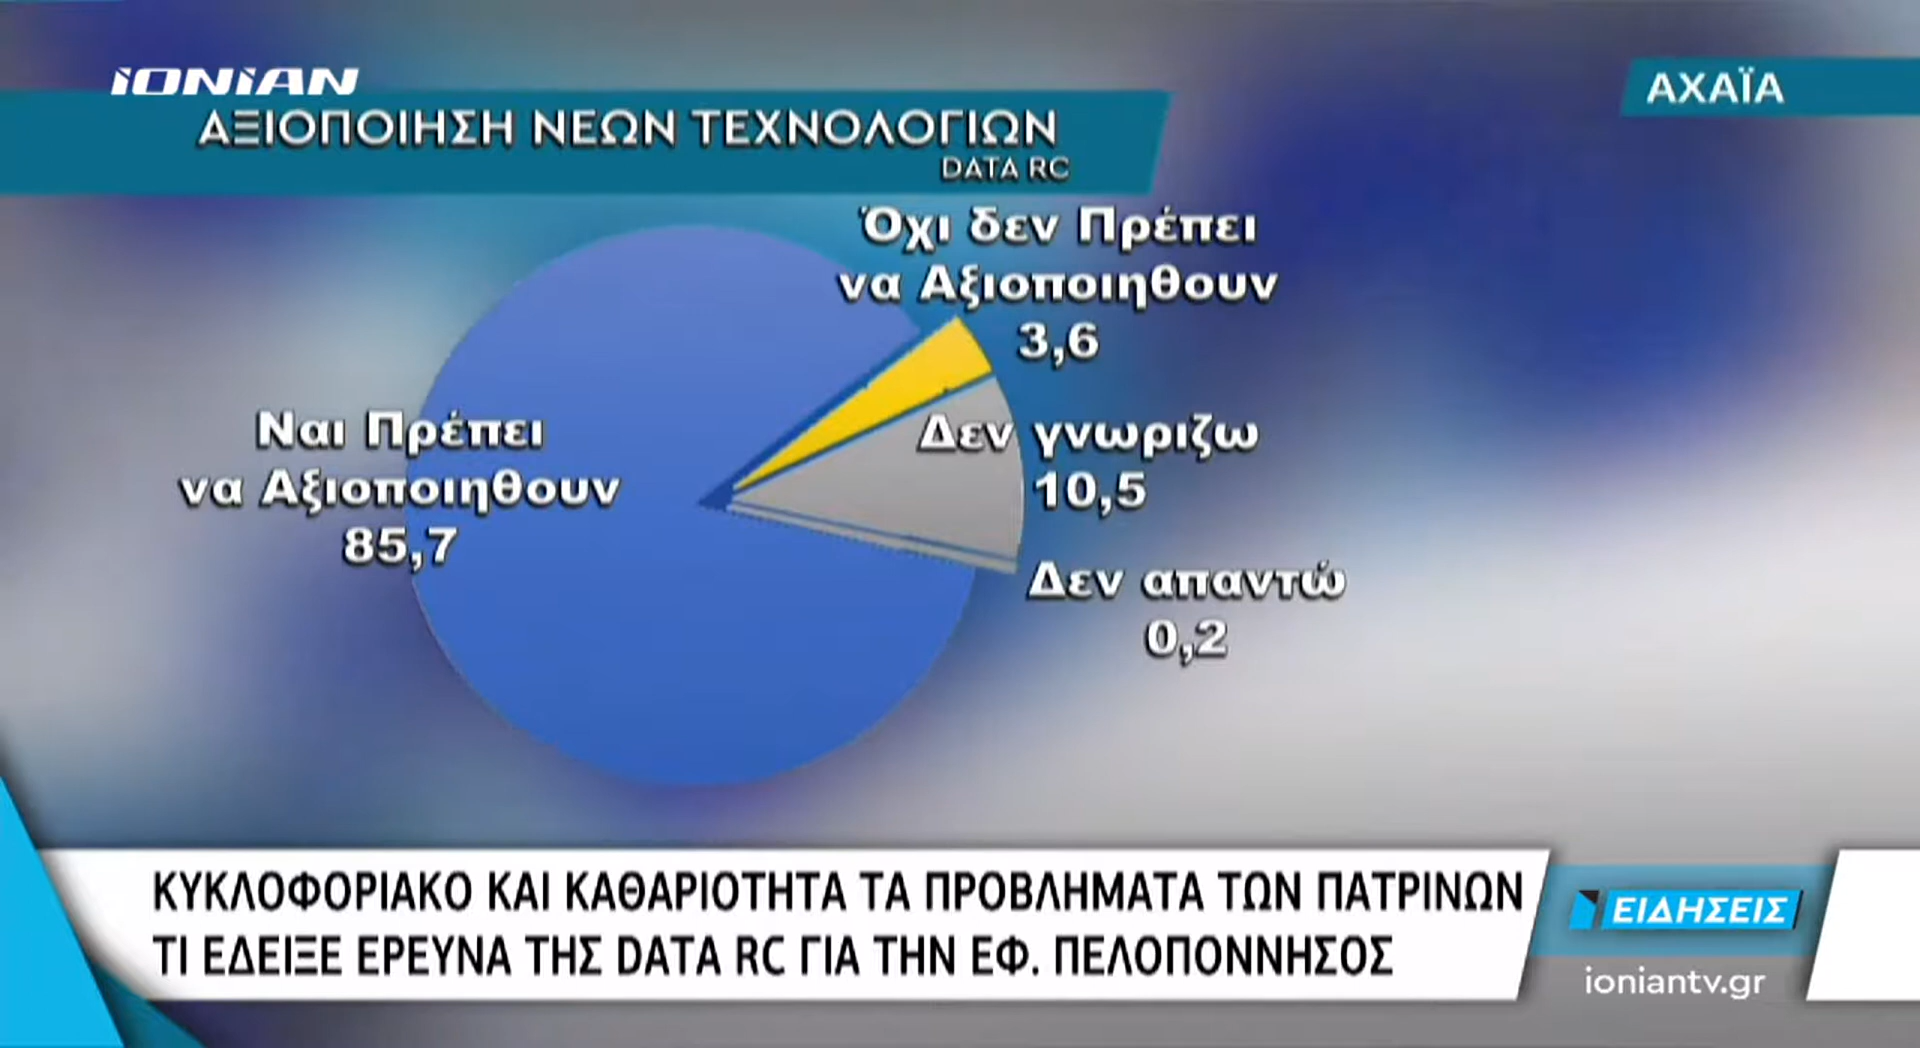 iONiAN
ΑΧΑΪΑ
ΑΞΙΟΠΟΙΗΣΗ ΝΕΩΝ ΤΕΧΝΟΛΟΓΙΩΝ
DATA RC
Όχι δεν Πρέπει
να Αξιοποιηθουν
3,6
Ναι Πρέπει
να Αξιοποιηθουν
85,7
Δεν γνωριζω
10,5
Δεν απαντώ
0,2
ΚΥΚΛΟΦΟΡΙΑΚΟ ΚΑΙ ΚΑΘΑΡΙΟΤΗΤΑ ΤΑ ΠΡΟΒΛΗΜΑΤΑ ΤΩΝ ΠΑΤΡΙΝΩΝ
ΤΙ ΕΔΕΙΞΕ ΕΡΕΥΝΑ ΤΗΣ DATA RC ΓΙΑ ΤΗΝ ΕΦ. ΠΕΛΟΠΟΝΝΗΣΟΣ
ΕΙΔΗΣΕΙΣ
ioniantv.gr